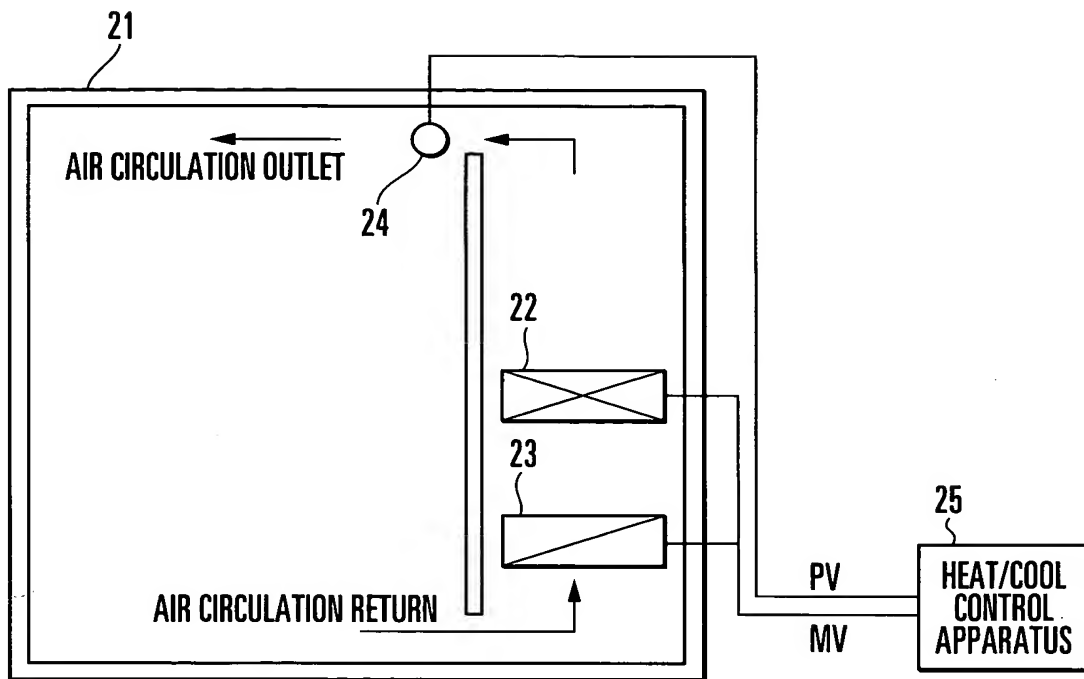 21
AIR CIRCULATION OUTLET
24
22
23
AIR CIRCULATION RETURN
PV
MV
25
HEAT/COOL
CONTROL
APPARATUS